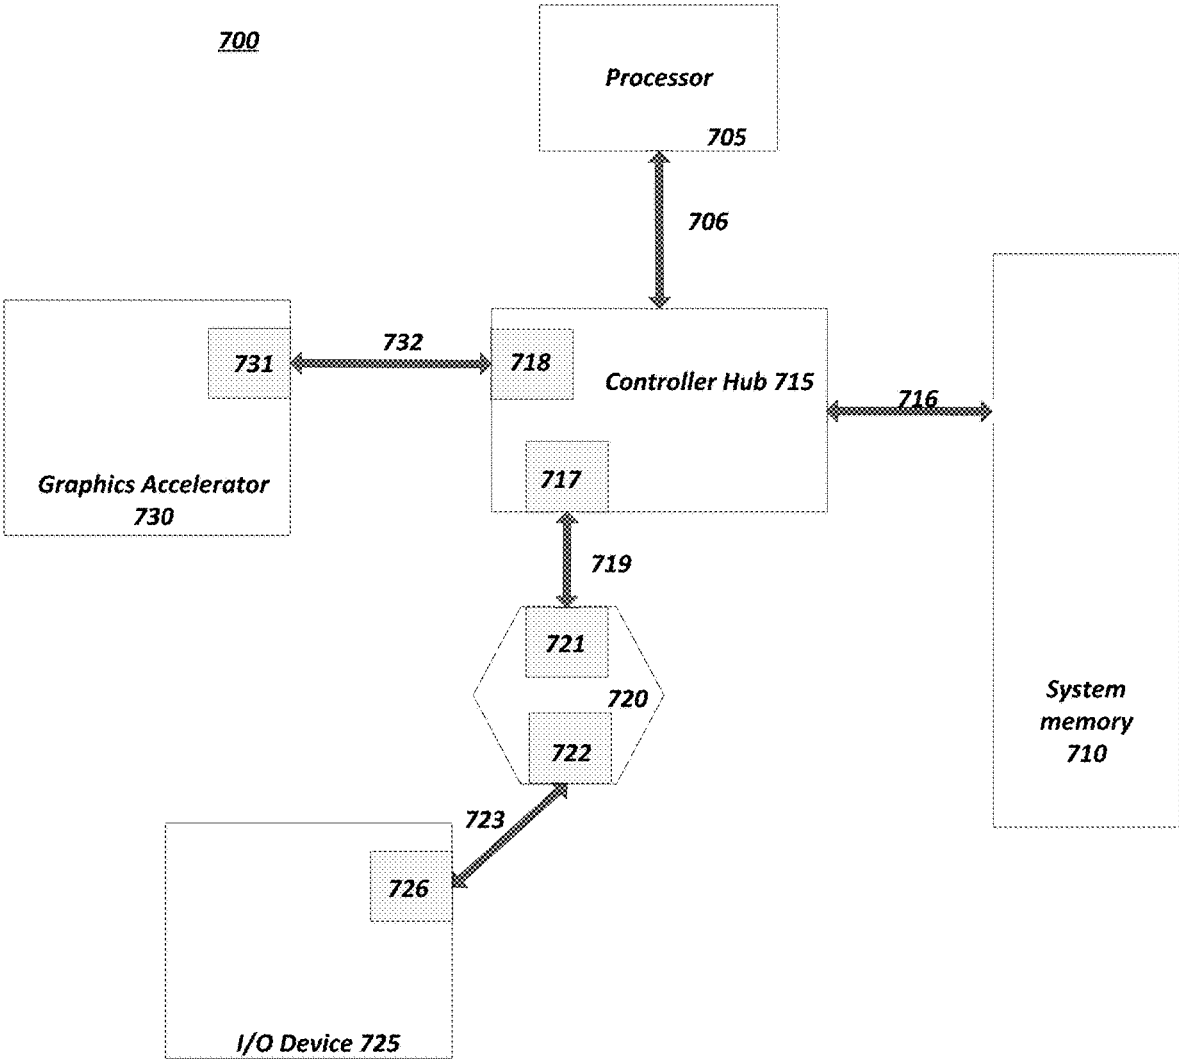 700
Processor
705
706
732
731
718
Controller Hub 715
716
717
Graphics Accelerator
730
719
721
720
722
System
memory
710
723
726
I/O Device 725